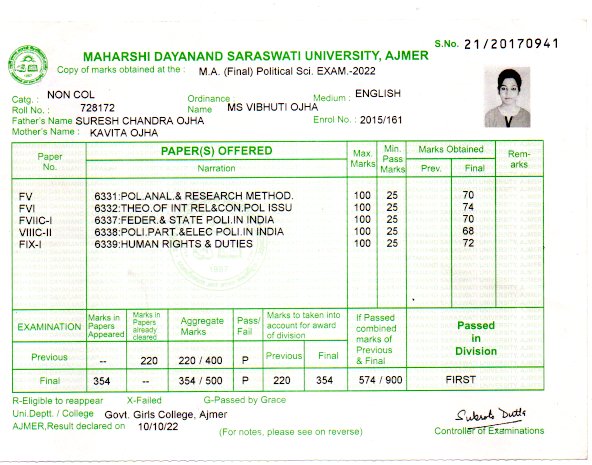 S.No. 21/20170941
MAHARSHI DAYANAND SARASWATI UNIVERSITY, AJMER
Copy of marks obtained at the : M.A. (Final) Political Sci. EXAM.-2022
Catg. : NON COL Ordinance : Medium : ENGLISH
Roll No. : 728172 Name MS VIBHUTI OJHA
Father's Name : SURESH CHANDRA OJHA Enrol No. : 2015/161
Mother's Name : KAVITA OJHA
Paper No. PAPER(S) OFFERED Narration Max. Marks Min. Pass Marks Marks Obtained Prev. Final Rem-arks
FV 6331:POL.ANAL.& RESEARCH METHOD. 100 25 70
FVI 6332:THEO.OF INT.REL&CON.POL ISSU 100 25 74
FVIIC-I 6337:FEDER.& STATE POLI.IN INDIA 100 25 70
VIIIC-II 6338:POLI.PART.&ELEC POLI.IN INDIA 100 25 68
FIX-I 6339:HUMAN RIGHTS & DUTIES 100 25 72
EXAMINATION Marks in Papers Appeared Marks in Papers already cleared Aggregate Marks Pass/Fail Marks to taken into account for award of division Previous Final If Passed combined marks of Previous & Final Passed in Division
Previous -- 220 220 / 400 P
Final 354 -- 354 / 500 P 220 354 574 / 900 FIRST
R-Eligible to reappear X-Failed G-Passed by Grace
Uni.Deptt. / College Govt. Girls College, Ajmer
AJMER,Result declared on 10/10/22 (For notes, please see on reverse) Controller of Examinations